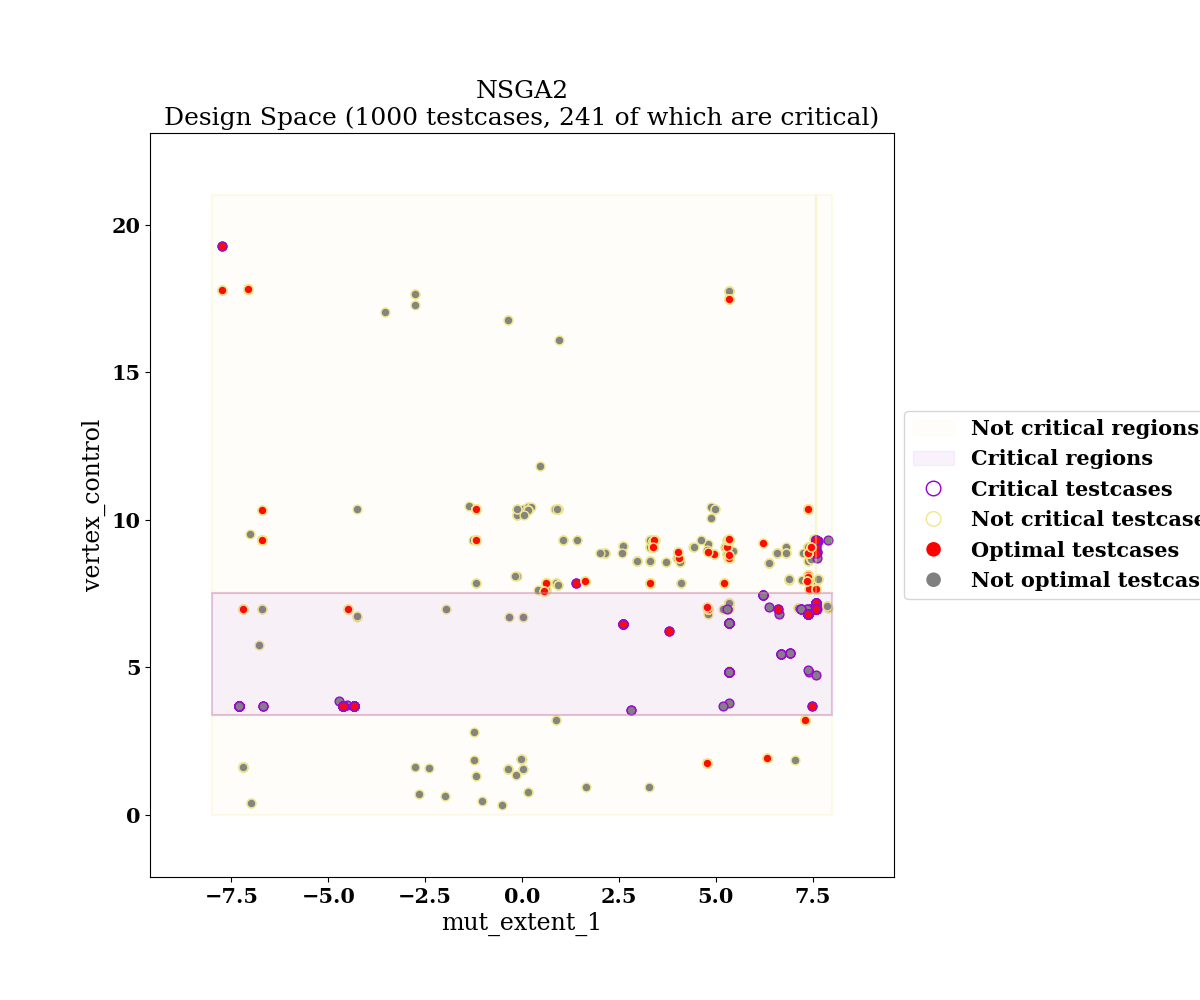 NSGA2
Design Space (1000 testcases, 241 of which are critical)
20
15
10
5
0
vertex_control
−7.5
−5.0
−2.5
0.0
2.5
5.0
7.5
mut_extent_1
Not critical regions
Critical regions
Critical testcases
Not critical testcase
Optimal testcases
Not optimal testcas